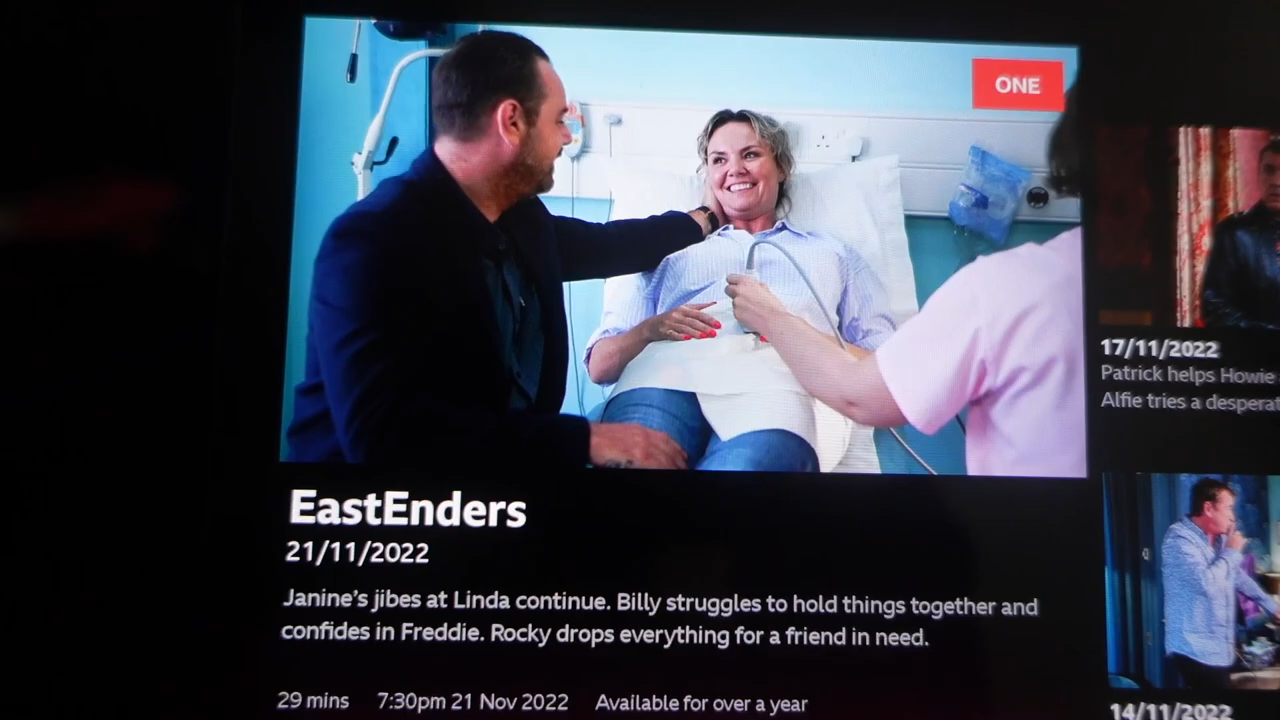 ONE
EastEnders
21/11/2022
Janine's jibes at Linda continue. Billy struggles to hold things together and
confides in Freddie. Rocky drops everything for a friend in need.
29 mins 7:30pm 21 Nov 2022 Available for over a year
17/11/2022
Patrick helps Howie
Alfie tries a
14/11/2022